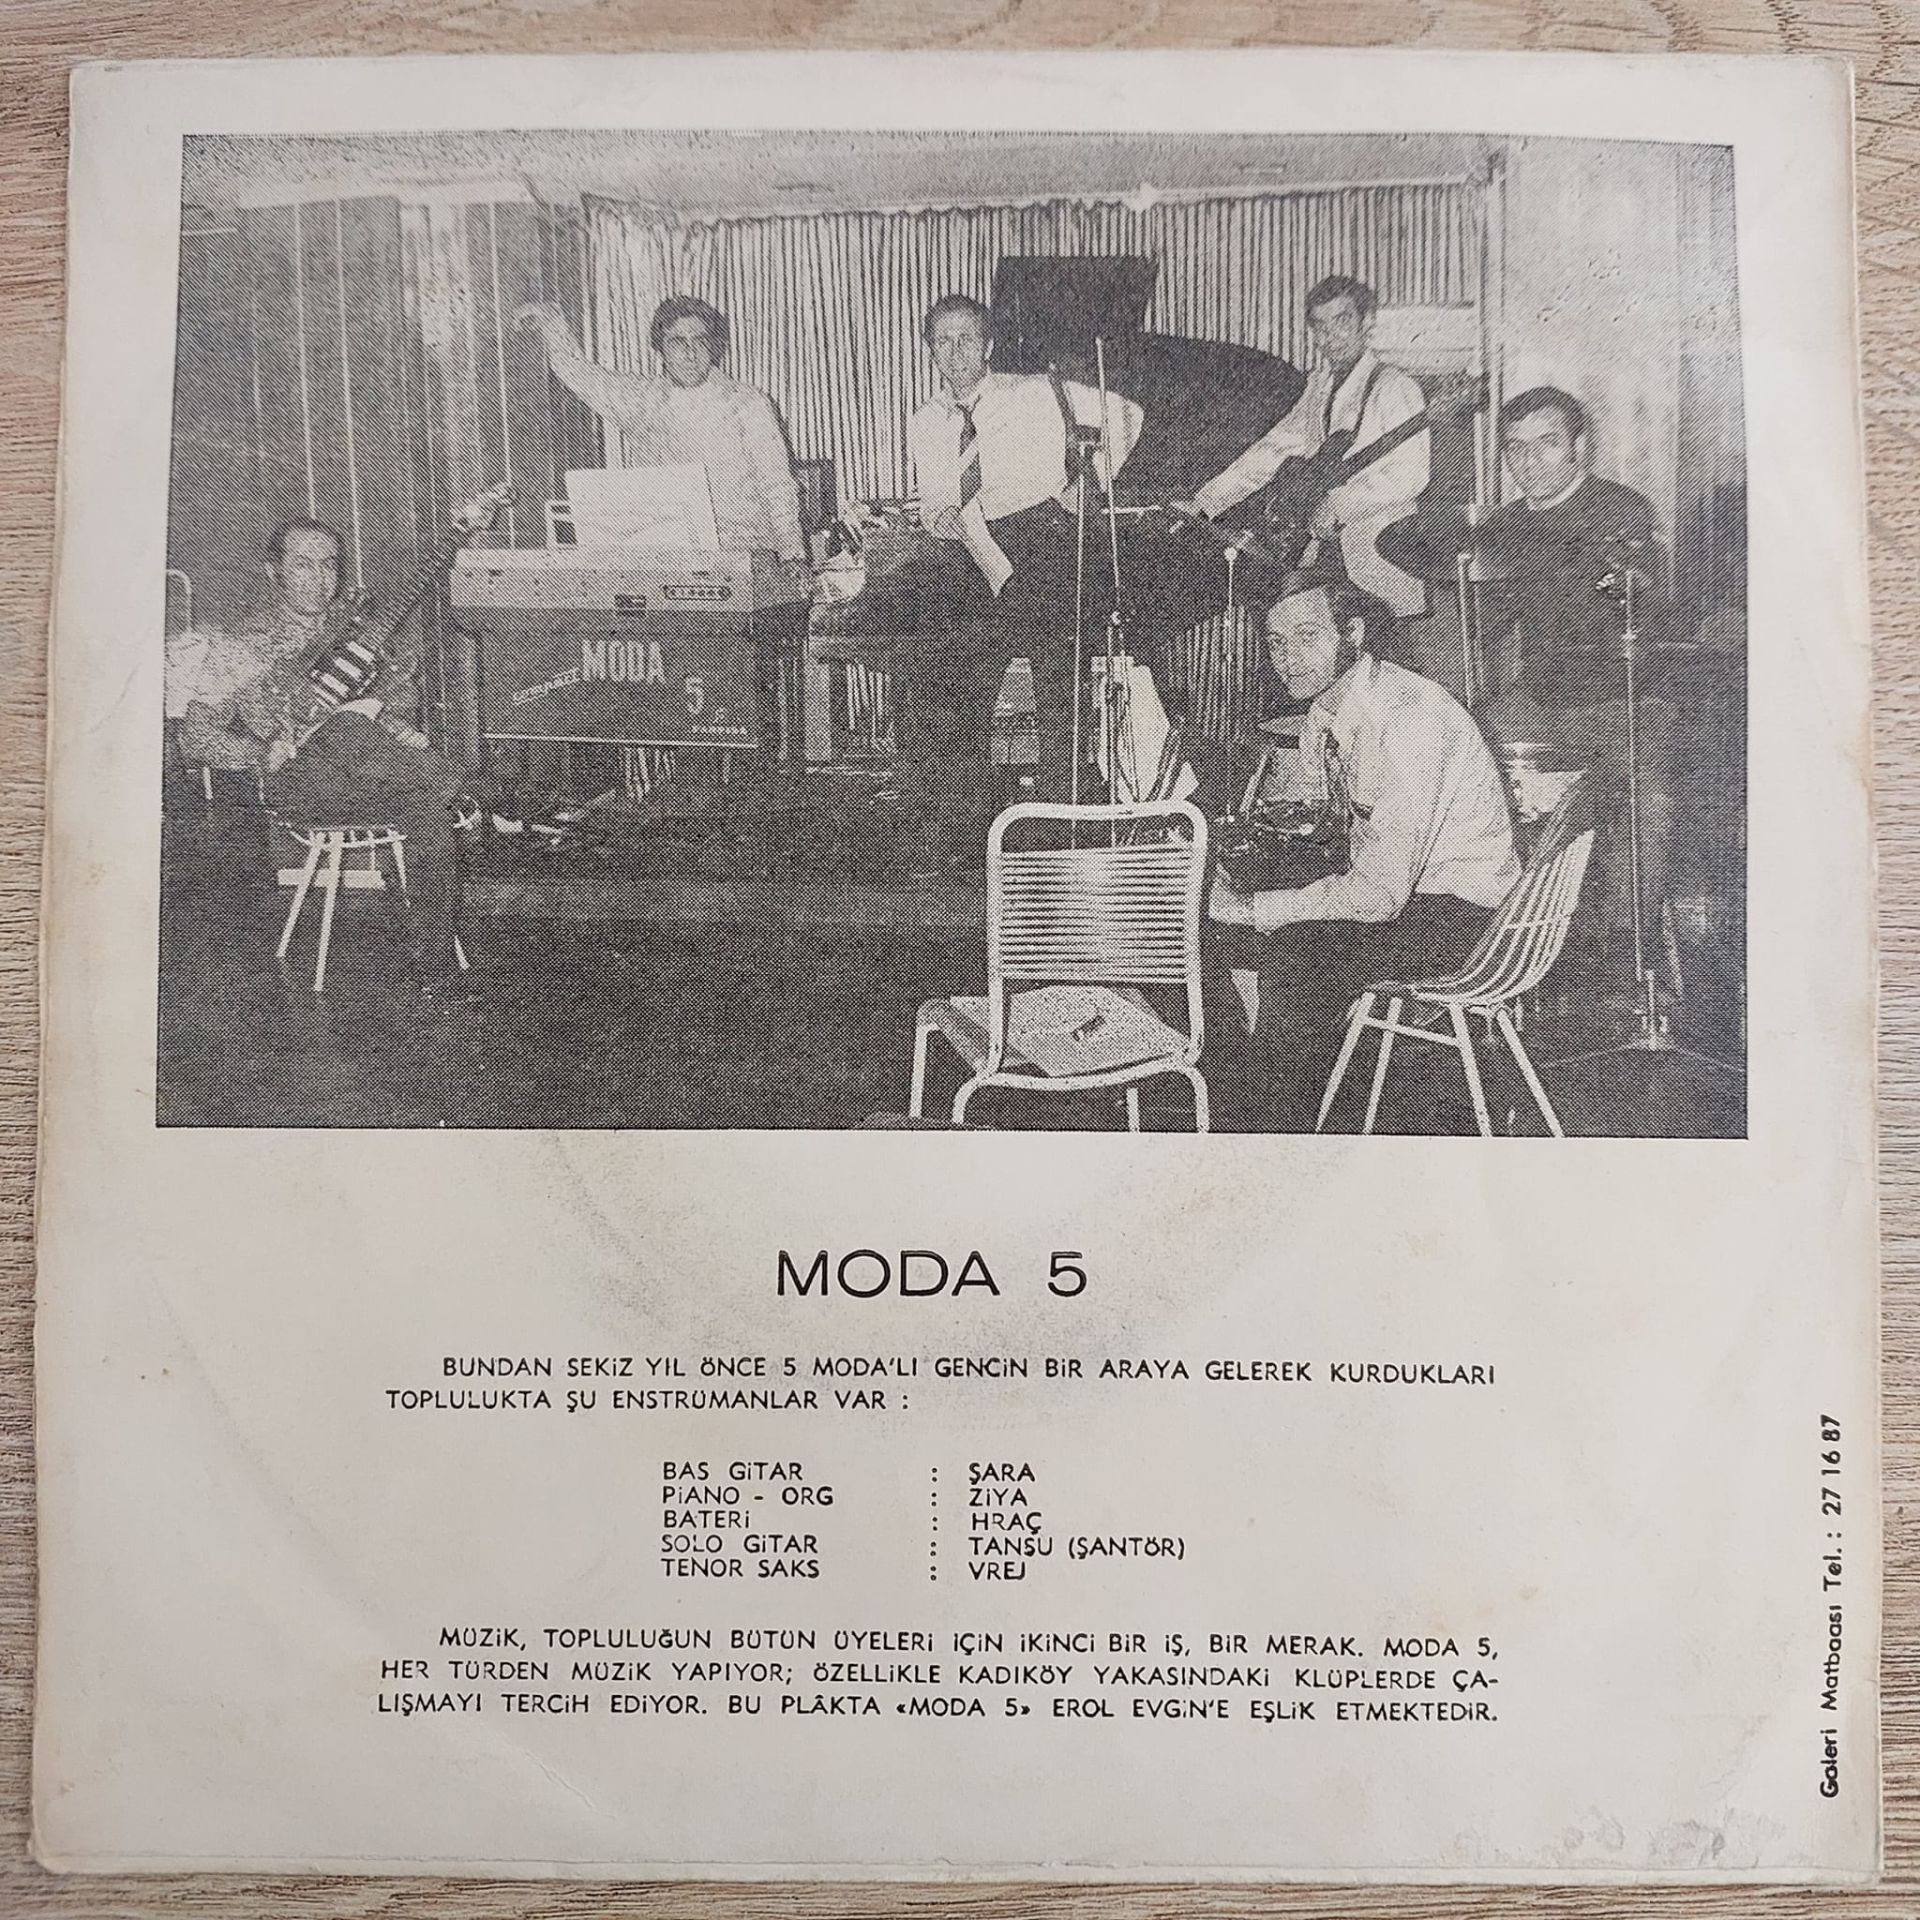 MODA
5
FARFISA
MODA 5
BUNDAN SEKİZ YIL ÖNCE 5 MODA'LI GENCİN BİR ARAYA GELEREK KURDUKLARI
TOPLULUKTA ŞU ENSTRÜMANLAR VAR :
BAS GİTAR : ŞARA
PİANO - ORG : ZİYA
BATERİ : HRAÇ
SOLO GİTAR : TANSU (ŞANTÖR)
TENOR SAKS : VREJ
MÜZİK, TOPLULUĞUN BÜTÜN ÜYELERİ İÇİN İKİNCİ BİR İŞ, BİR MERAK. MODA 5,
HER TÜRDEN MÜZİK YAPIYOR; ÖZELLİKLE KADIKÖY YAKASINDAKİ KLÜPLERDE ÇA-
LIŞMAYI TERCİH EDİYOR. BU PLÂKTA «MODA 5» EROL EVGİN'E EŞLİK ETMEKTEDİR.
Galeri Matbaası Tel. : 27 16 87